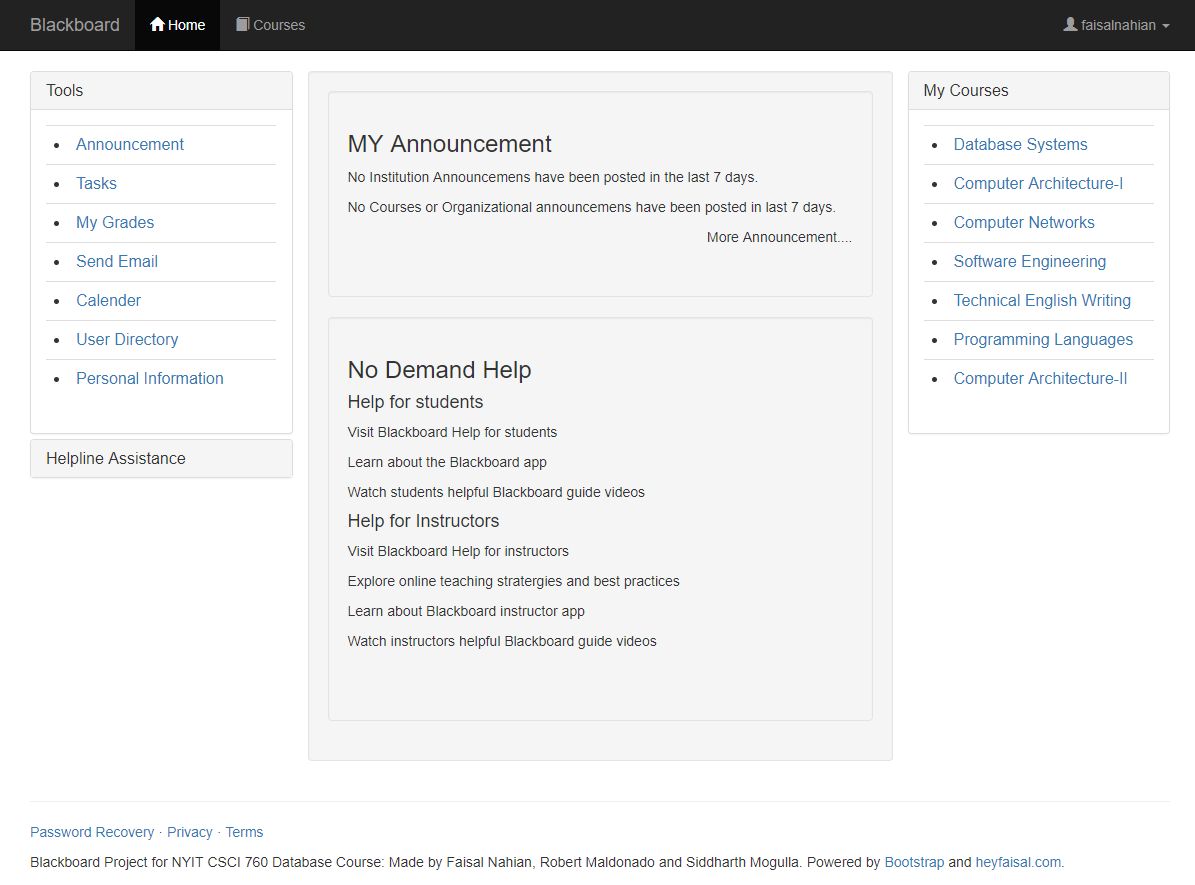 Blackboard Home Courses faisalnahian
Tools
Announcement
Tasks
My Grades
Send Email
Calender
User Directory
Personal Information
Helpline Assistance
MY Announcement
No Institution Announcemens have been posted in the last 7 days.
No Courses or Organizational announcemens have been posted in last 7 days.
More Announcement....
No Demand Help
Help for students
Visit Blackboard Help for students
Learn about the Blackboard app
Watch students helpful Blackboard guide videos
Help for Instructors
Visit Blackboard Help for instructors
Explore online teaching stratergies and best practices
Learn about Blackboard instructor app
Watch instructors helpful Blackboard guide videos
My Courses
Database Systems
Computer Architecture-I
Computer Networks
Software Engineering
Technical English Writing
Programming Languages
Computer Architecture-II
Password Recovery · Privacy · Terms
Blackboard Project for NYIT CSCI 760 Database Course: Made by Faisal Nahian, Robert Maldonado and Siddharth Mogulla. Powered by Bootstrap and heyfaisal.com.